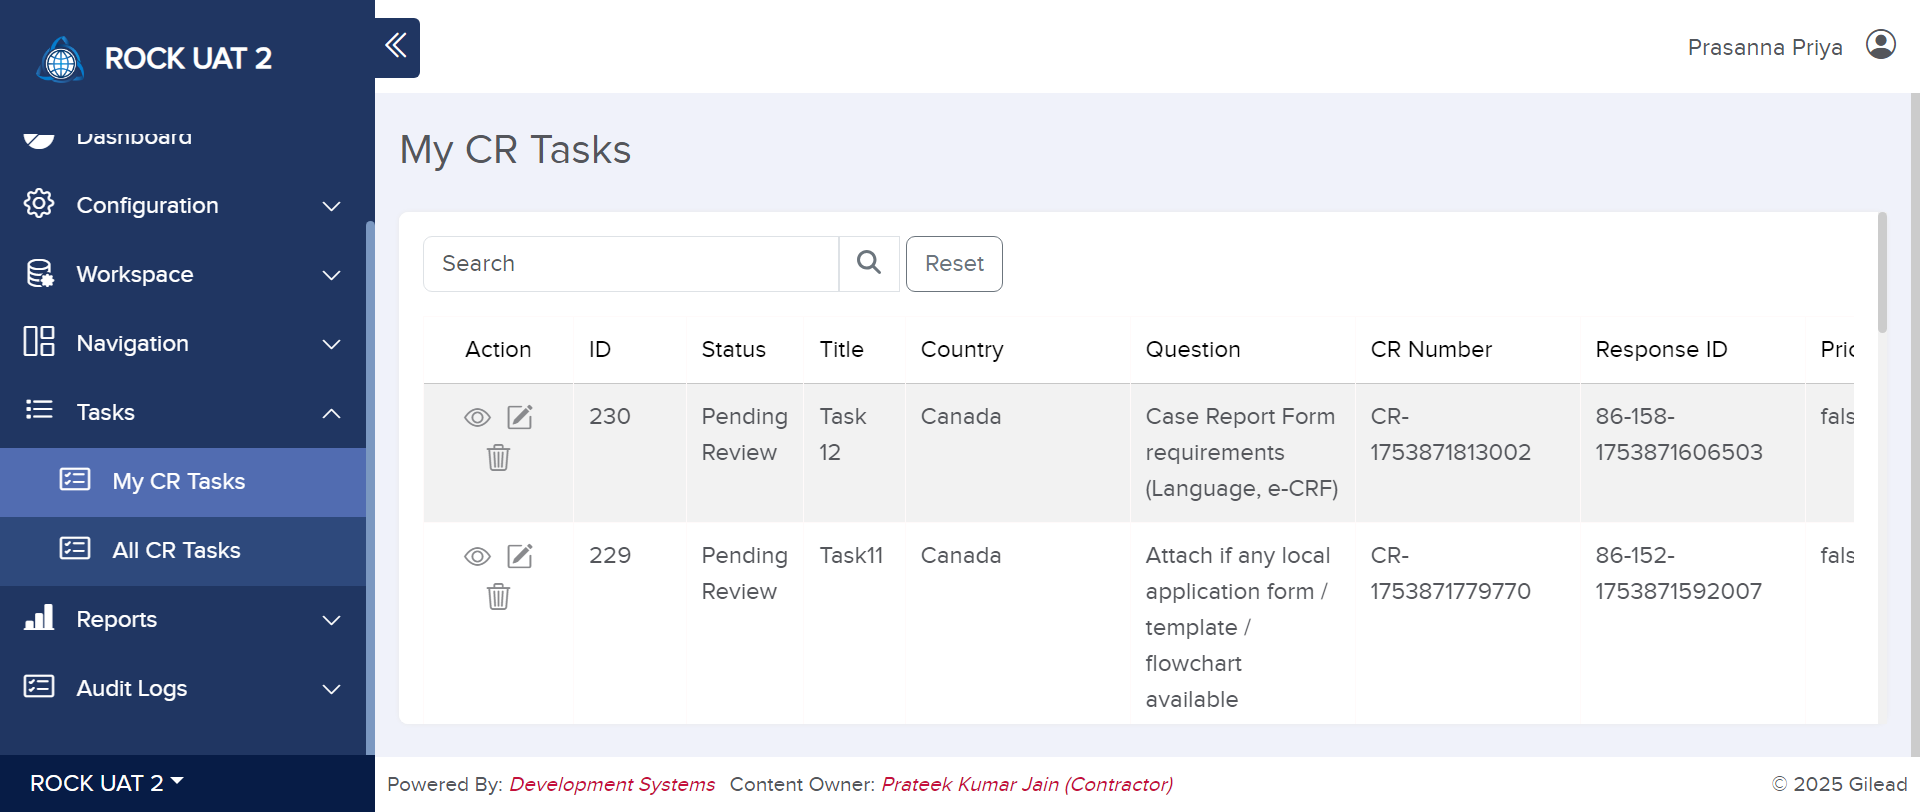 ROCK UAT 2
Prasanna Priya
Dashboard
Configuration
Workspace
Navigation
Tasks
My CR Tasks
All CR Tasks
Reports
Audit Logs
ROCK UAT 2
My CR Tasks
Search
Reset
Action ID Status Title Country Question CR Number Response ID
230 Pending Task Canada Case Report Form CR- 86-158- fals
Review 12 requirements 1753871813002 1753871606503
(Language, e-CRF)
229 Pending Task11 Canada Attach if any local CR- 86-152- fals
Review application form / 1753871779770 1753871592007
template /
flowchart
available
Powered By: Development Systems Content Owner: Prateek Kumar Jain (Contractor)
© 2025 Gilead